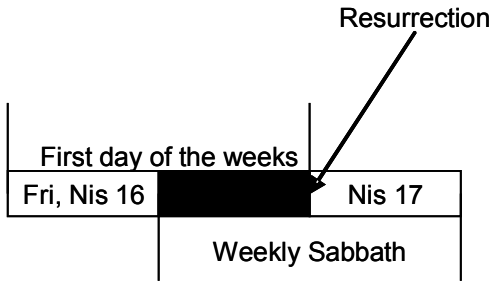 Resurrection
First day of the weeks
Fri, Nis 16 Nis 17
Weekly Sabbath